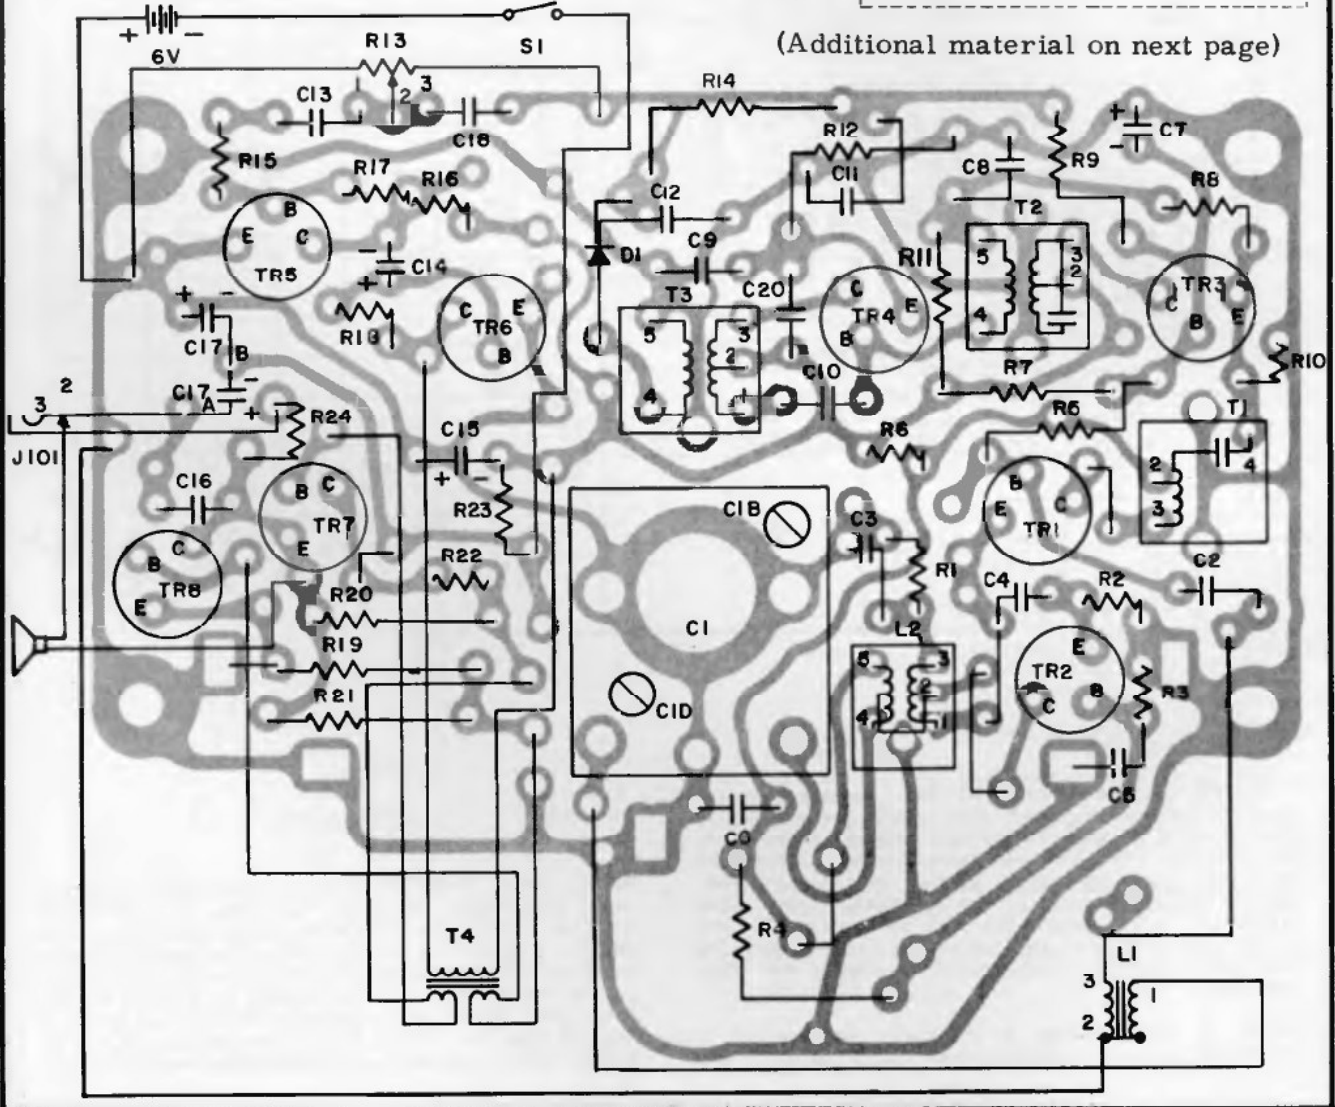 (Additional material on next page)
+ -
6V
S1
R13
1 2 3
C13
C18
R14
R12
C11
C8
R9
+ C7
-
R8
R15
R17
R16
B
E C
TR5
- C14
+
R18
C12
D1
C9
T3
5 3
2
4 1
C20
C
TR4 E
B
C10
R11
T2
5 3
2
4
R7
TR3
C
B E
R10
+ -
C17
B
C17 -
A +
C E
TR6
B
2
3
J101
R24
C15
+ -
R23
R6
R5
T1
2 4
3
C16
B C
TR7
E
C
B
TR8
E
R22
R20
R19
R21
C1B
C1
C1D
C3
R1
B
E C
TR1
C4
R2
C2
L2
5 3
2
4 1
E
TR2
B
C
R3
C5
R4
T4
L1
3 1
2